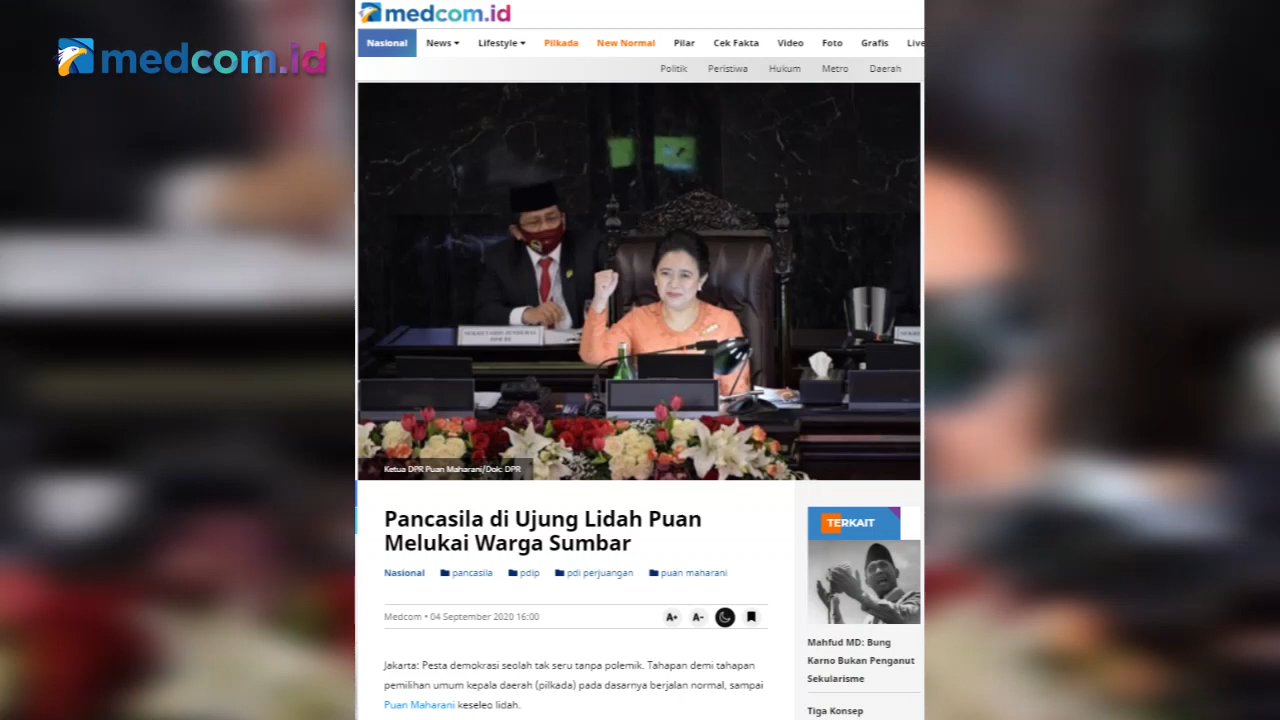 medcom.id
medcom.id
Nasional News Lifestyle Pilkada New Normal Pilar Cek Fakta Video Foto Grafis Live
Politik Peristiwa Hukum Metro Daerah
Ketua DPR Puan Maharani/Dok: DPR
Pancasila di Ujung Lidah Puan
Melukai Warga Sumbar
Nasional pancasila pdip pdi perjuangan puan maharani
Medcom • 04 September 2020 16:00
A+ A-
Jakarta: Pesta demokrasi seolah tak seru tanpa polemik. Tahapan demi tahapan
pemilihan umum kepala daerah (pilkada) pada dasarnya berjalan normal, sampai
Puan Maharani keseleo lidah.
TERKAIT
Mahfud MD: Bung
Karno Bukan Penganut
Sekularisme
Tiga Konsep